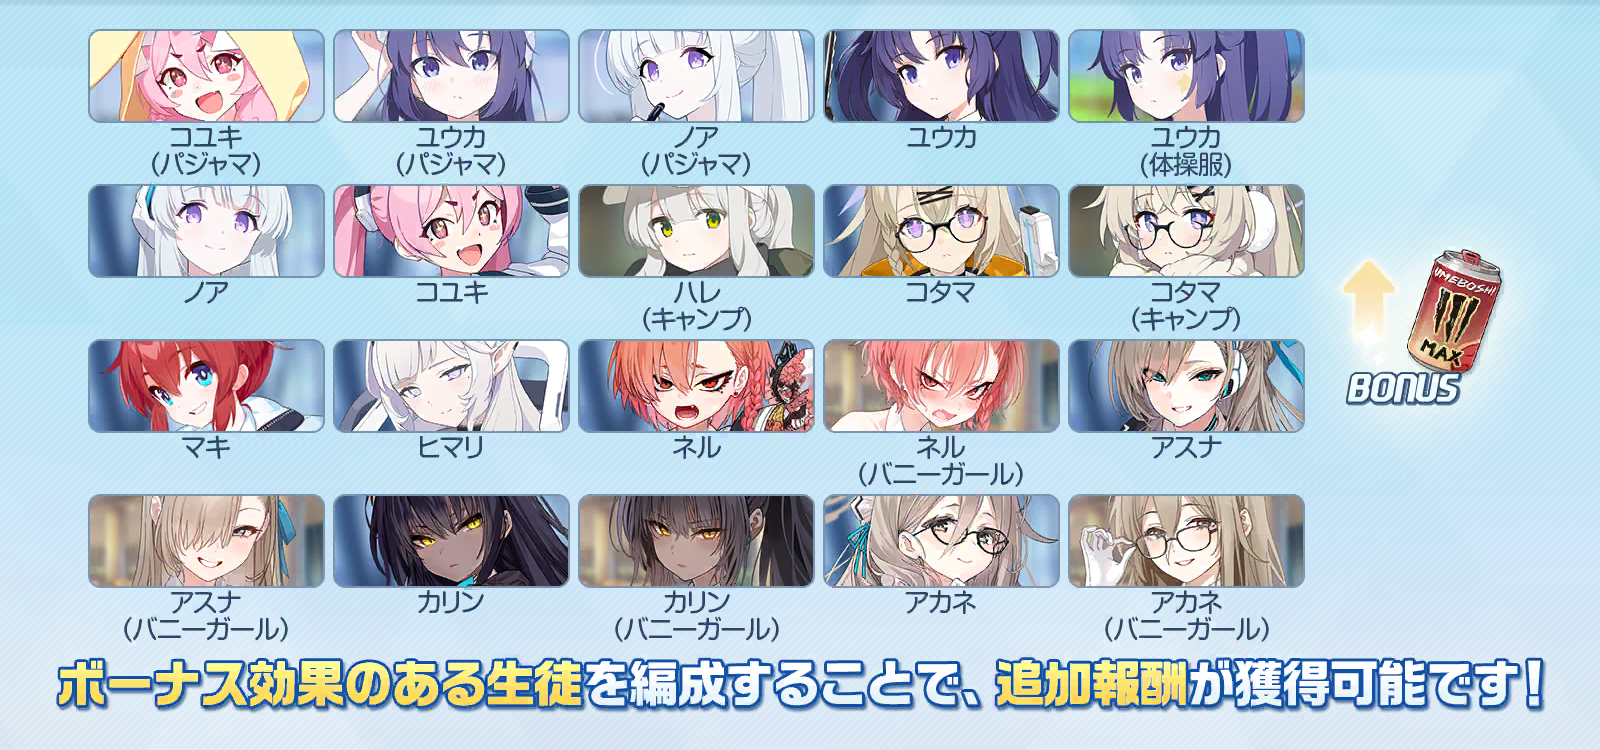 コユキ
(パジャマ)
ユウカ
(パジャマ)
ノア
(パジャマ)
ユウカ
ユウカ
(体操服)
ノア
コユキ
ハレ
(キャンプ)
コタマ
コタマ
(キャンプ)
UMEBOSHI
MAX
BONUS
マキ
ヒマリ
ネル
ネル
(バニーガール)
アスナ
アスナ
(バニーガール)
カリン
カリン
(バニーガール)
アカネ
アカネ
(バニーガール)
ボーナス効果のある生徒を編成することで、追加報酬が獲得可能です!